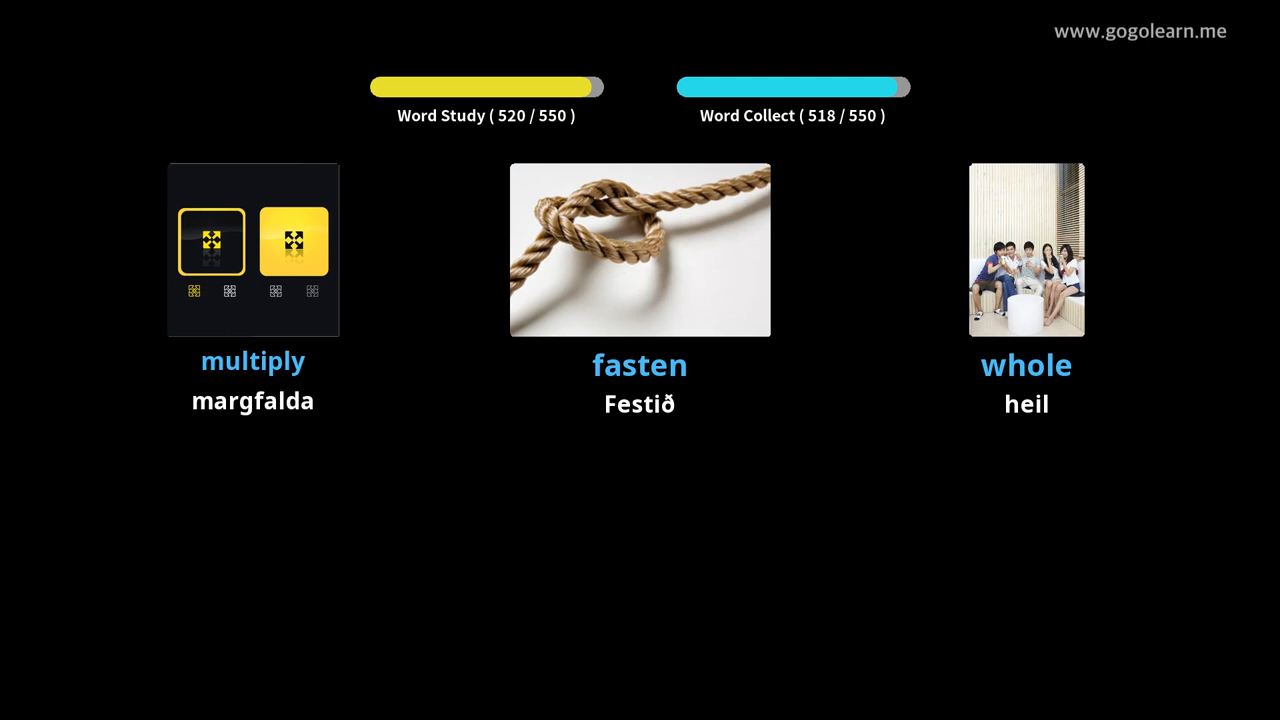 www.gogolearn.me
Word Study ( 520 / 550 )
Word Collect ( 518 / 550 )
multiply
margfalda
fasten
Festið
whole
heil